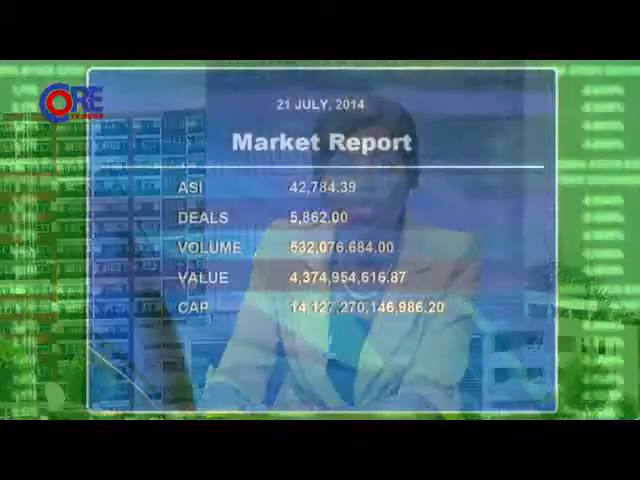 CORE
21 JULY, 2014
Market Report
ASI 42,784.39
DEALS 5,862.00
VOLUME 532,076,684.00
VALUE 4,374,954,616.87
CAP 14,127,270,146,986.20